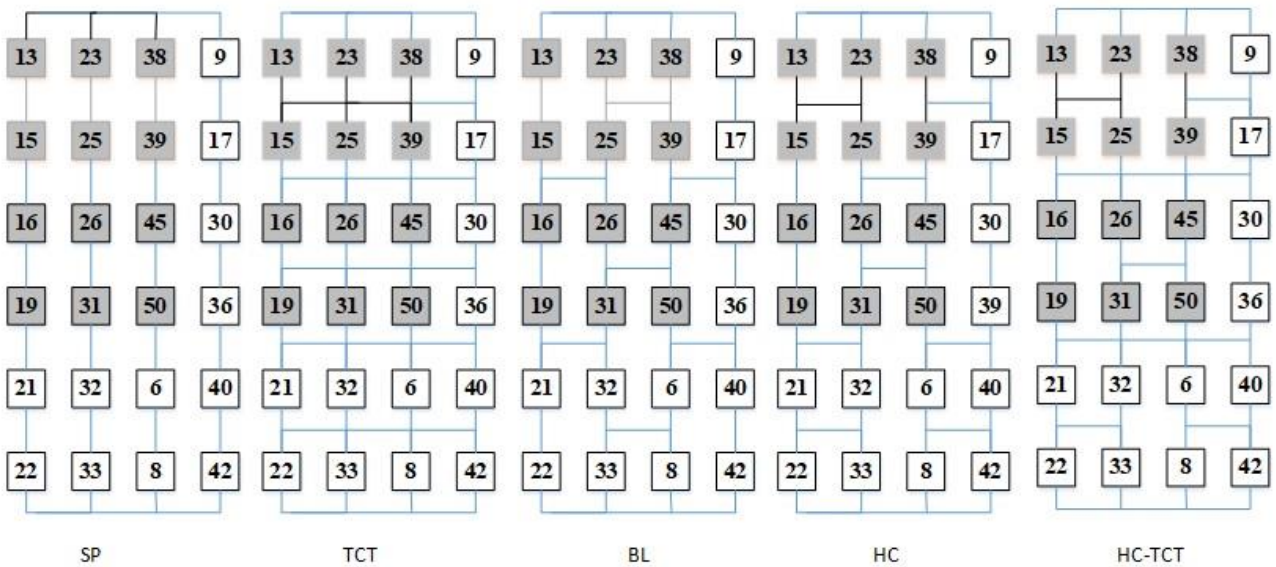 13 23 38 9 13 23 38 9 13 23 38 9 13 23 38 9 13 23 38 9
15 25 39 17 15 25 39 17 15 25 39 17 15 25 39 17 15 25 39 17
16 26 45 30 16 26 45 30 16 26 45 30 16 26 45 30 16 26 45 30
19 31 50 36 19 31 50 36 19 31 50 36 19 31 50 39 19 31 50 36
21 32 6 40 21 32 6 40 21 32 6 40 21 32 6 40 21 32 6 40
22 33 8 42 22 33 8 42 22 33 8 42 22 33 8 42 22 33 8 42
SP TCT BL HC HC-TCT